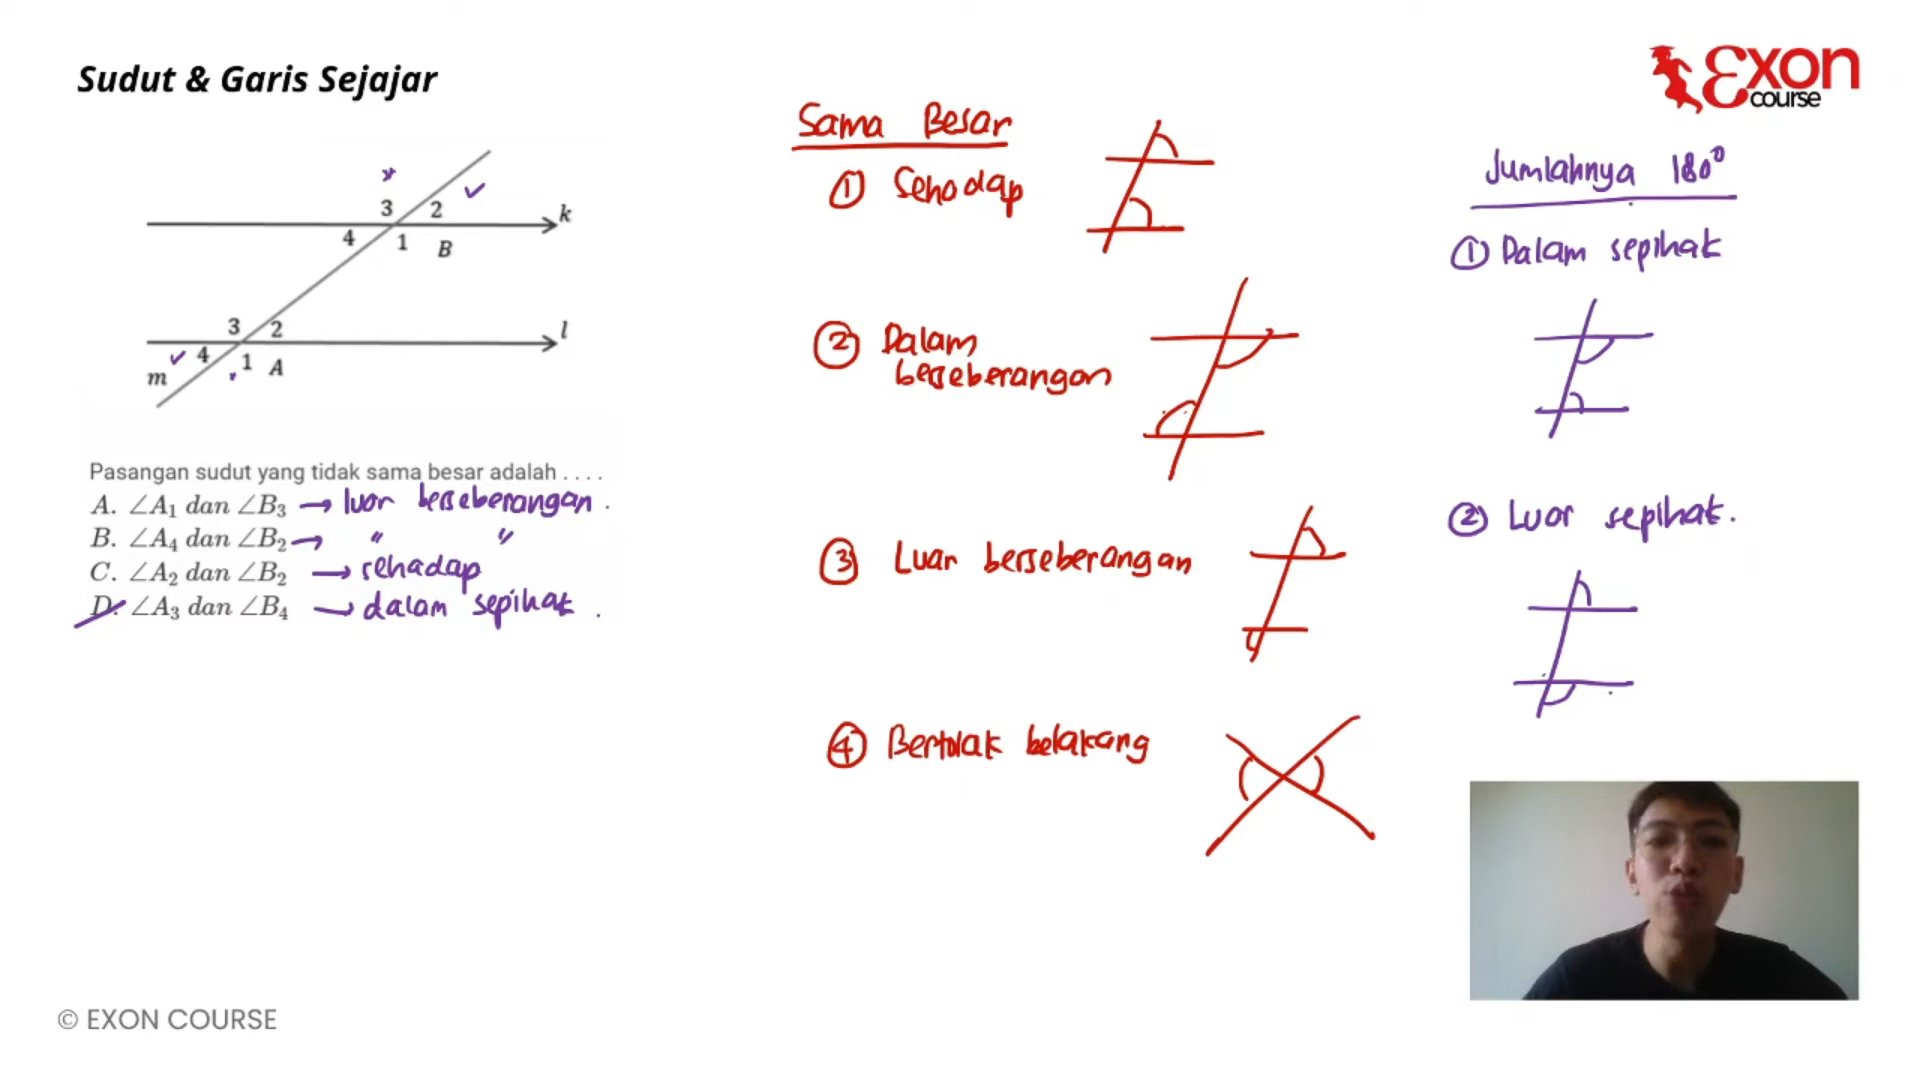 Sudut & Garis Sejajar
Exon
course
3 2
k
4 1 B
3 2
l
4 1 A
m
Pasangan sudut yang tidak sama besar adalah . . . .
A. ∠A₁ dan ∠B₃ → luar berseberangan.
B. ∠A₄ dan ∠B₂ → " "
C. ∠A₂ dan ∠B₂ → sehadap
D. ∠A₃ dan ∠B₄ → dalam sepihak.
Sama Besar
① Sehadap
② Dalam
berseberangan
③ Luar berseberangan
④ Bertolak belakang
Jumlahnya 180°
① Dalam sepihak
② Luar sepihak.
© EXON COURSE